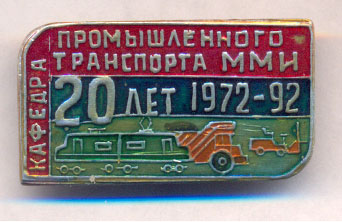 КАФЕДРА
ПРОМЫШЛЕННОГО
ТРАНСПОРТА ММИ
20 ЛЕТ 1972-92